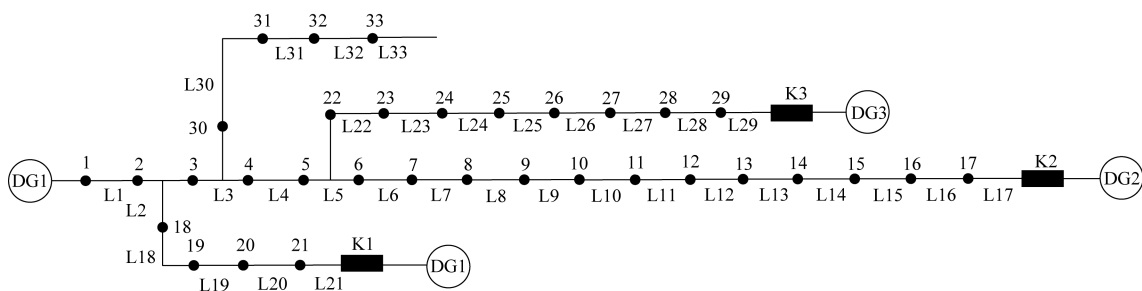 31 32 33
L31 L32 L33
L30
K3
22 23 24 25 26 27 28 29
DG3
L22 L23 L24 L25 L26 L27 L28 L29
30
1 2 3 4 5 6 7 8 9 10 11 12 13 14 15 16 17 K2
DG1 DG2
L1 L3 L4 L5 L6 L7 L8 L9 L10 L11 L12 L13 L14 L15 L16 L17
L2
18
19 20 21 K1
L18
DG1
L19 L20 L21